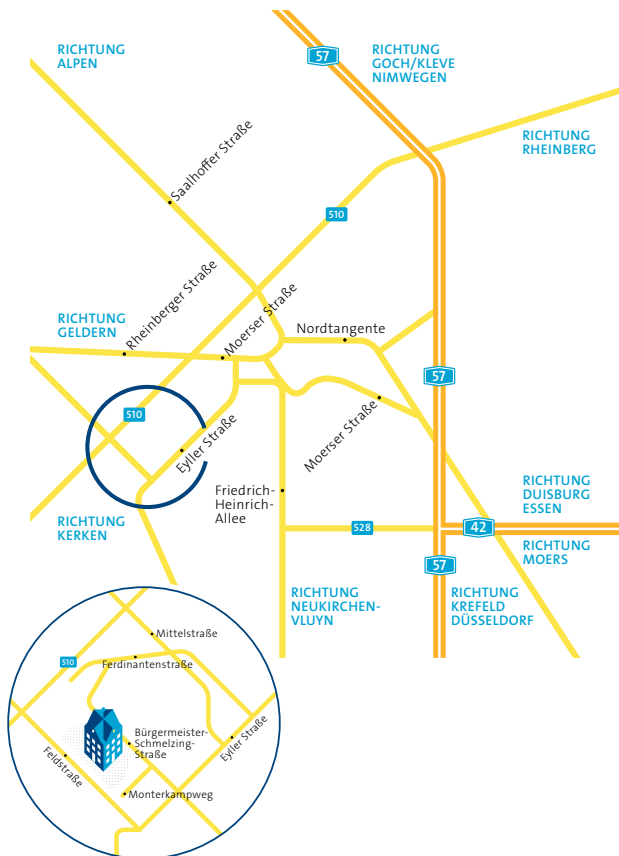 RICHTUNG
ALPEN
57
RICHTUNG
GOCH/KLEVE
NIMWEGEN
RICHTUNG
RHEINBERG
Saalhoffer Straße
510
Rheinberger Straße
Moerser Straße
RICHTUNG
GELDERN
Nordtangente
57
510
Eyller Straße
Moerser Straße
Friedrich-
Heinrich-
Allee
RICHTUNG
DUISBURG
ESSEN
RICHTUNG
KERKEN
528
42
RICHTUNG
MOERS
57
RICHTUNG
NEUKIRCHEN-
VLUYN
RICHTUNG
KREFELD
DÜSSELDORF
Mittelstraße
510
Ferdinantenstraße
Bürgermeister-
Schmelzing-
Straße
Eyller Straße
Feldstraße
Monterkampweg